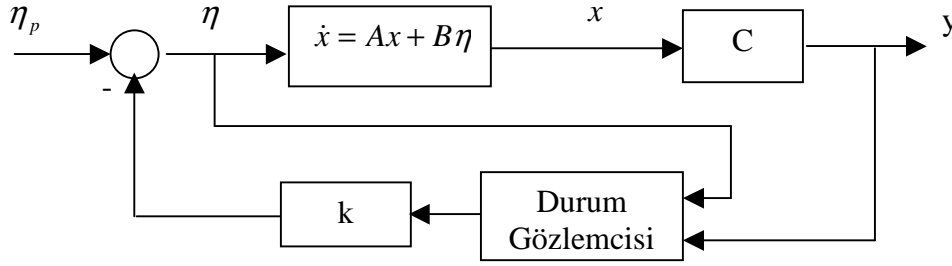 η_p
η
ẋ = Ax + Bη
x
C
y
-
k
Durum
Gözlemcisi